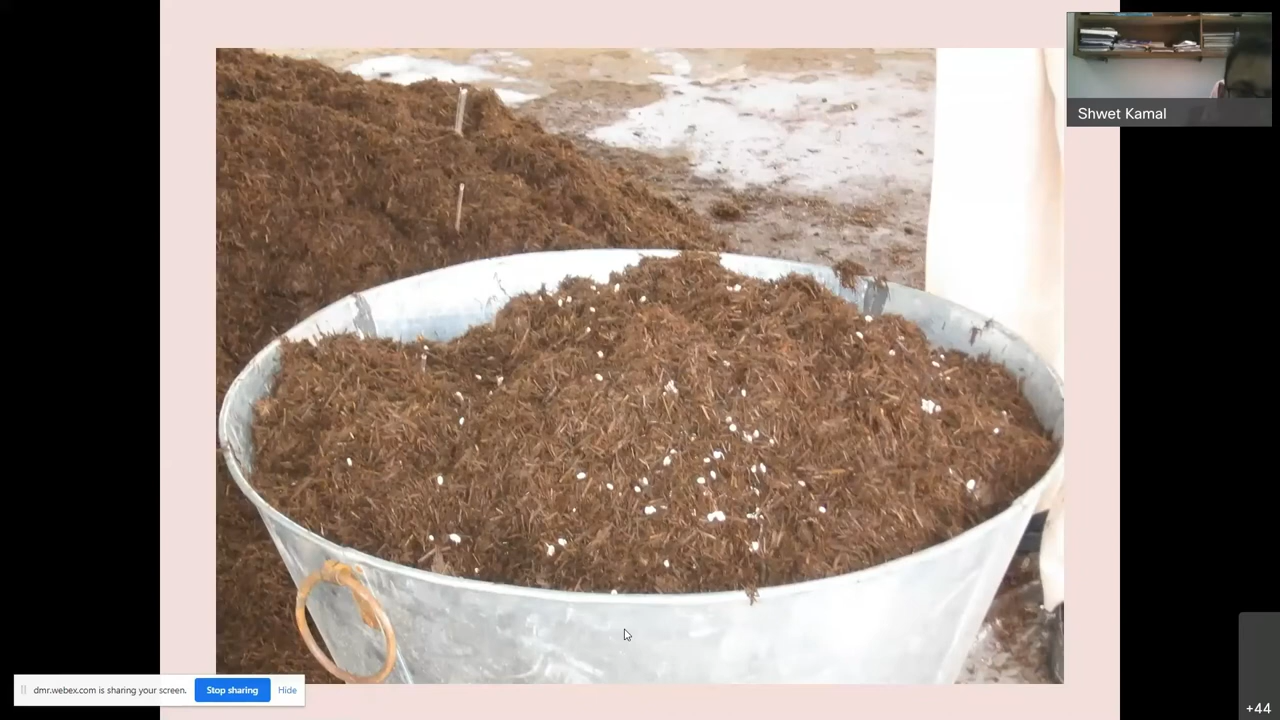 Shwet Kamal
dmr.webex.com is sharing your screen.
Stop sharing
Hide
+44